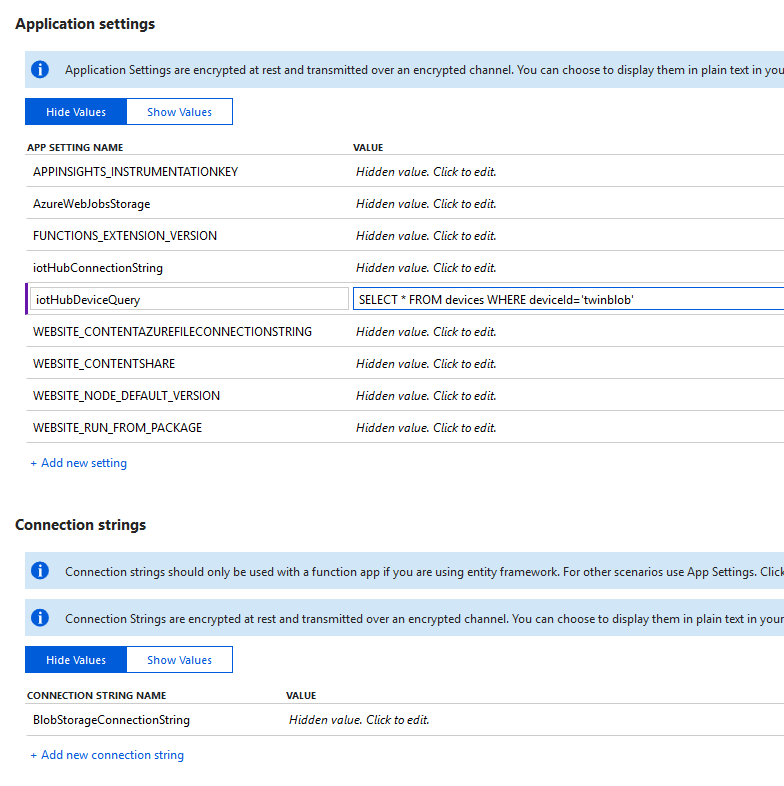 Application settings
Application Settings are encrypted at rest and transmitted over an encrypted channel. You can choose to display them in plain text in you
Hide Values Show Values
APP SETTING NAME VALUE
APPINSIGHTS_INSTRUMENTATIONKEY Hidden value. Click to edit.
AzureWebJobsStorage Hidden value. Click to edit.
FUNCTIONS_EXTENSION_VERSION Hidden value. Click to edit.
iotHubConnectionString Hidden value. Click to edit.
iotHubDeviceQuery SELECT * FROM devices WHERE deviceId='twinblob'
WEBSITE_CONTENTAZUREFILECONNECTIONSTRING Hidden value. Click to edit.
WEBSITE_CONTENTSHARE Hidden value. Click to edit.
WEBSITE_NODE_DEFAULT_VERSION Hidden value. Click to edit.
WEBSITE_RUN_FROM_PACKAGE Hidden value. Click to edit.
+ Add new setting
Connection strings
Connection strings should only be used with a function app if you are using entity framework. For other scenarios use App Settings. Click
Connection Strings are encrypted at rest and transmitted over an encrypted channel. You can choose to display them in plain text in your
Hide Values Show Values
CONNECTION STRING NAME VALUE
BlobStorageConnectionString Hidden value. Click to edit.
+ Add new connection string